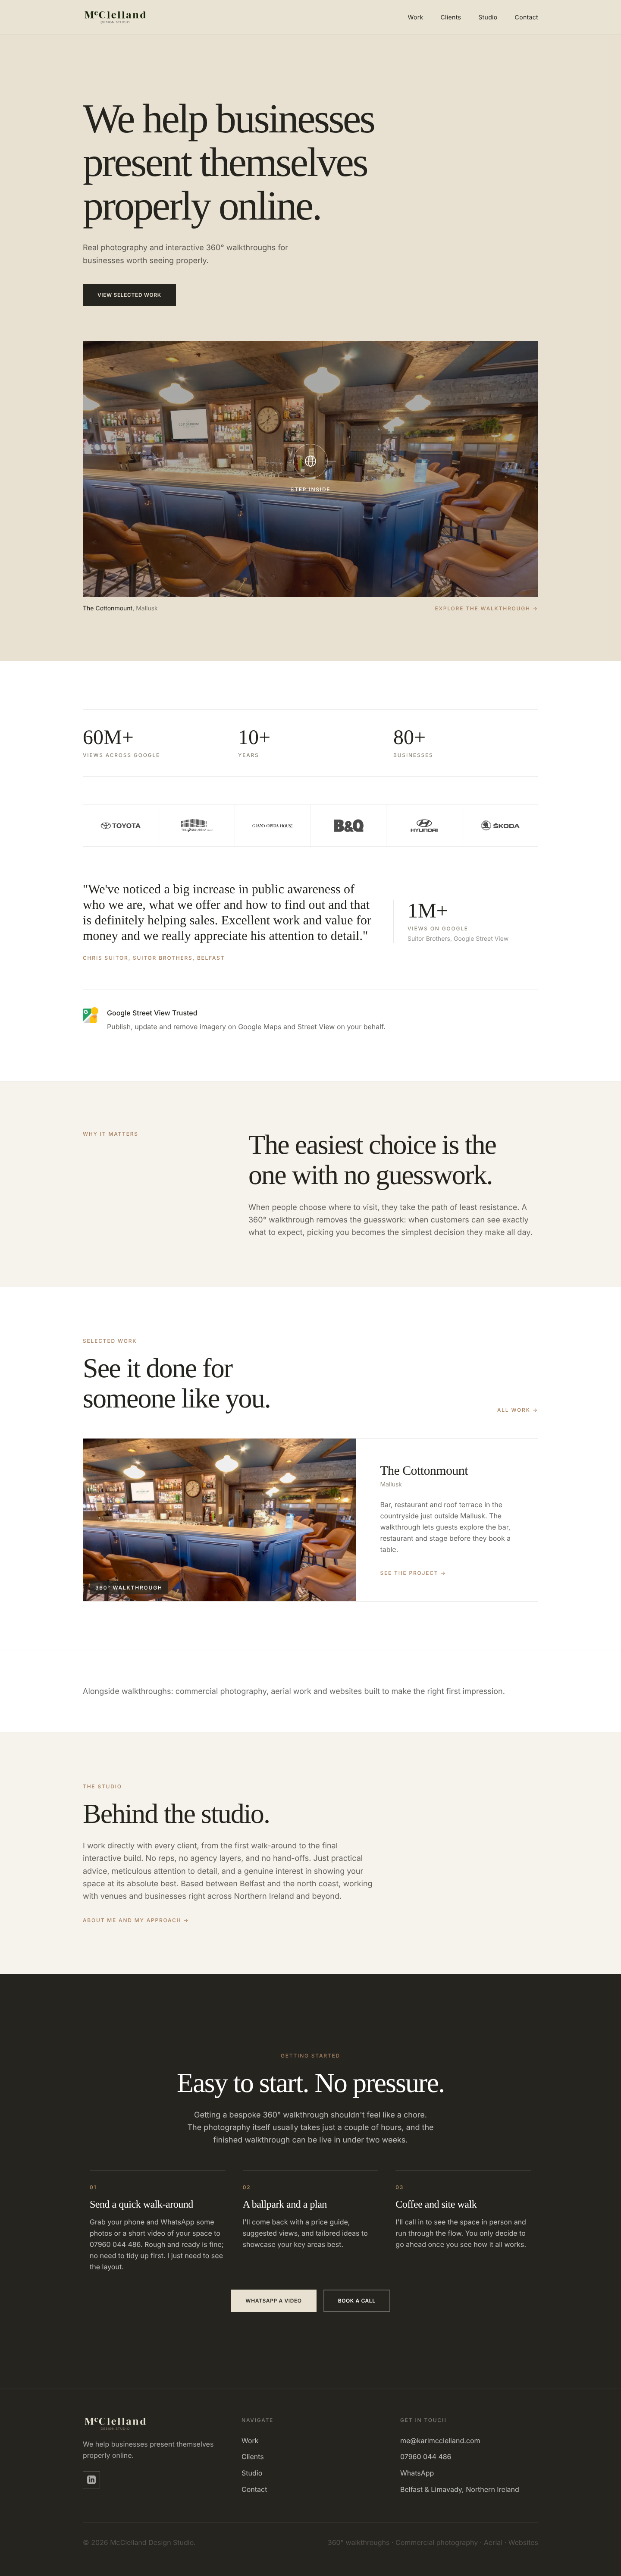 McClelland
DESIGN STUDIO
Work
Clients
Studio
Contact
We help businesses
present themselves
properly online.
Real photography and interactive 360° walkthroughs for
businesses worth seeing properly.
VIEW SELECTED WORK
STEP INSIDE
The Cottonmount, Mallusk
EXPLORE THE WALKTHROUGH →
60M+
VIEWS ACROSS GOOGLE
10+
YEARS
80+
BUSINESSES
TOYOTA
B&Q
HYUNDAI
ŠKODA
"We've noticed a big increase in public awareness of
who we are, what we offer and how to find out and that
is definitely helping sales. Excellent work and value for
money and we really appreciate his attention to detail."
CHRIS SUITOR, SUITOR BROTHERS, BELFAST
1M+
VIEWS ON GOOGLE
Suitor Brothers, Google Street View
Google Street View Trusted
Publish, update and remove imagery on Google Maps and Street View on your behalf.
WHY IT MATTERS
The easiest choice is the
one with no guesswork.
When people choose where to visit, they take the path of least resistance. A
360° walkthrough removes the guesswork: when customers can see exactly
what to expect, picking you becomes the simplest decision they make all day.
SELECTED WORK
See it done for
someone like you.
ALL WORK →
360° WALKTHROUGH
The Cottonmount
Mallusk
Bar, restaurant and roof terrace in the
countryside just outside Mallusk. The
walkthrough lets guests explore the bar,
restaurant and stage before they book a
table.
SEE THE PROJECT →
Alongside walkthroughs: commercial photography, aerial work and websites built to make the right first impression.
THE STUDIO
Behind the studio.
I work directly with every client, from the first walk-around to the final
interactive build. No reps, no agency layers, and no hand-offs. Just practical
advice, meticulous attention to detail, and a genuine interest in showing your
space at its absolute best. Based between Belfast and the north coast, working
with venues and businesses right across Northern Ireland and beyond.
ABOUT ME AND MY APPROACH →
GETTING STARTED
Easy to start. No pressure.
Getting a bespoke 360° walkthrough shouldn't feel like a chore.
The photography itself usually takes just a couple of hours, and the
finished walkthrough can be live in under two weeks.
01
Send a quick walk-around
Grab your phone and WhatsApp some
photos or a short video of your space to
07960 044 486. Rough and ready is fine;
no need to tidy up first. I just need to see
the layout.
02
A ballpark and a plan
I'll come back with a price guide,
suggested views, and tailored ideas to
showcase your key areas best.
03
Coffee and site walk
I'll call in to see the space in person and
run through the flow. You only decide to
go ahead once you see how it all works.
WHATSAPP A VIDEO
BOOK A CALL
McClelland
DESIGN STUDIO
We help businesses present themselves
properly online.
NAVIGATE
Work
Clients
Studio
Contact
GET IN TOUCH
me@karlmcclelland.com
07960 044 486
WhatsApp
Belfast & Limavady, Northern Ireland
© 2026 McClelland Design Studio.
360° walkthroughs · Commercial photography · Aerial · Websites